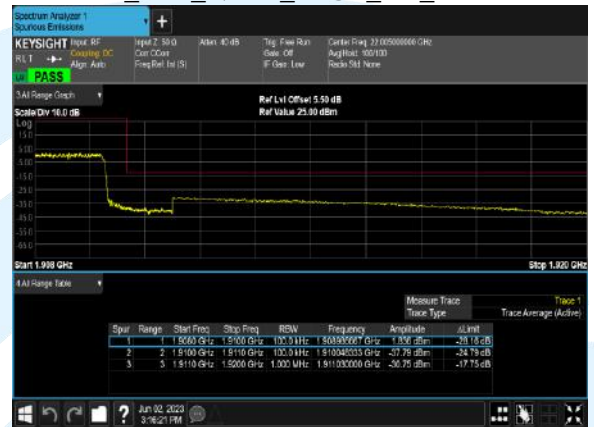 Spectrum Analyzer 1
Spurious Emissions
+
KEYSIGHT Input: RF Input Z: 50 Ω Atten: 40 dB Trig: Free Run Center Freq: 22.005000000 GHz
RLT Coupling: DC Corr CCorr Gate: Off Avg|Hold: 100/100
Align: Auto Freq Ref: Int (S) IF Gain: Low Radio Std: None
PASS
3 All Range Graph
Ref Lvl Offset 5.50 dB
Scale/Div 10.0 dB Ref Value 25.00 dBm
Log
15.0
5.00
-5.00
-15.0
-25.0
-35.0
-45.0
-55.0
-65.0
Start 1.908 GHz Stop 1.920 GHz
4 All Range Table
Measure Trace Trace 1
Trace Type Trace Average (Active)
Spur Range Start Freq Stop Freq RBW Frequency Amplitude ΔLimit
1 1 1.9080 GHz 1.9100 GHz 100.0 kHz 1.836 dBm -28.16 dB
2 2 1.9100 GHz 1.9110 GHz 100.0 kHz -37.79 dBm -24.79 dB
3 3 1.9110 GHz 1.9200 GHz 1.000 MHz 1.911030000 GHz -30.75 dBm -17.75 dB
? Jun 02, 2023
3:16:21 PM